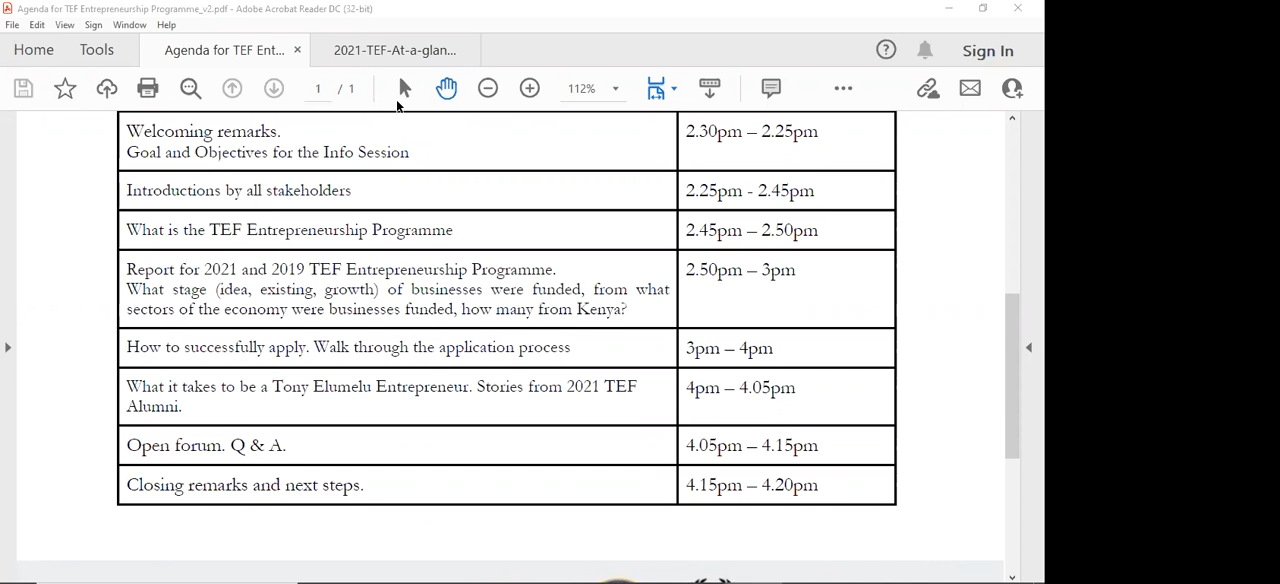 Agenda for TEF Entrepreneurship Programme_v2.pdf - Adobe Acrobat Reader DC (32-bit)
File Edit View Sign Window Help
Home Tools Agenda for TEF Ent... × 2021-TEF-At-a-glan... Sign In
1 / 1 112%
Welcoming remarks. 2.30pm – 2.25pm
Goal and Objectives for the Info Session
Introductions by all stakeholders 2.25pm - 2.45pm
What is the TEF Entrepreneurship Programme 2.45pm – 2.50pm
Report for 2021 and 2019 TEF Entrepreneurship Programme. 2.50pm – 3pm
What stage (idea, existing, growth) of businesses were funded, from what
sectors of the economy were businesses funded, how many from Kenya?
How to successfully apply. Walk through the application process 3pm – 4pm
What it takes to be a Tony Elumelu Entrepreneur. Stories from 2021 TEF 4pm – 4.05pm
Alumni.
Open forum. Q & A. 4.05pm – 4.15pm
Closing remarks and next steps. 4.15pm – 4.20pm